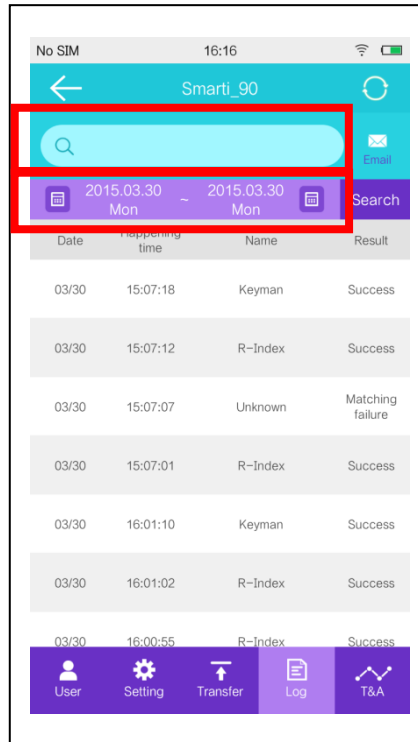 No SIM 16:16
Smarti_90
Email
2015.03.30 ~ 2015.03.30 Search
Mon Mon
Date Happening time Name Result
03/30 15:07:18 Keyman Success
03/30 15:07:12 R-Index Success
03/30 15:07:07 Unknown Matching failure
03/30 15:07:01 R-Index Success
03/30 16:01:10 Keyman Success
03/30 16:01:02 R-Index Success
03/30 16:00:55 R-Index Success
User Setting Transfer Log T&A